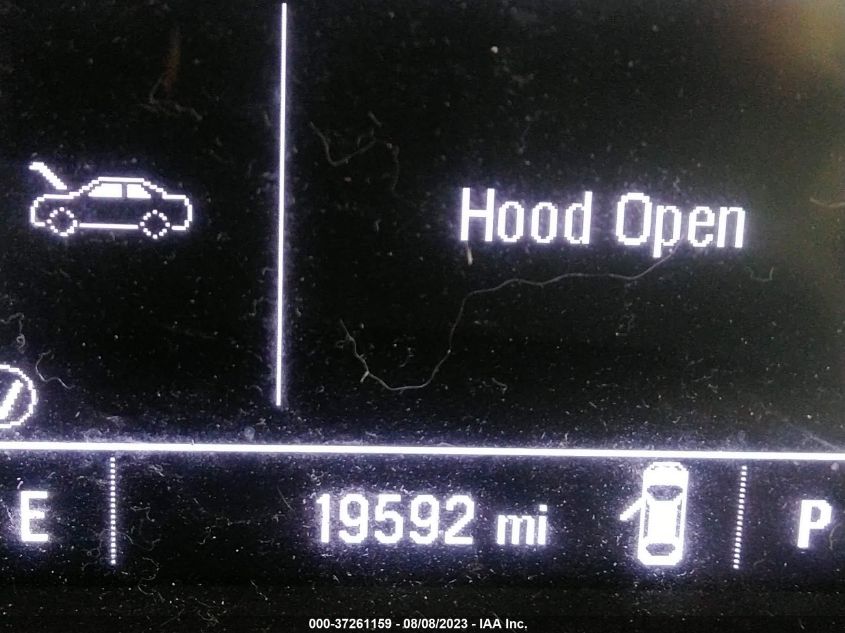 Hood Open
E 19592 mi P
000-37261159 - 08/08/2023 - IAA Inc.